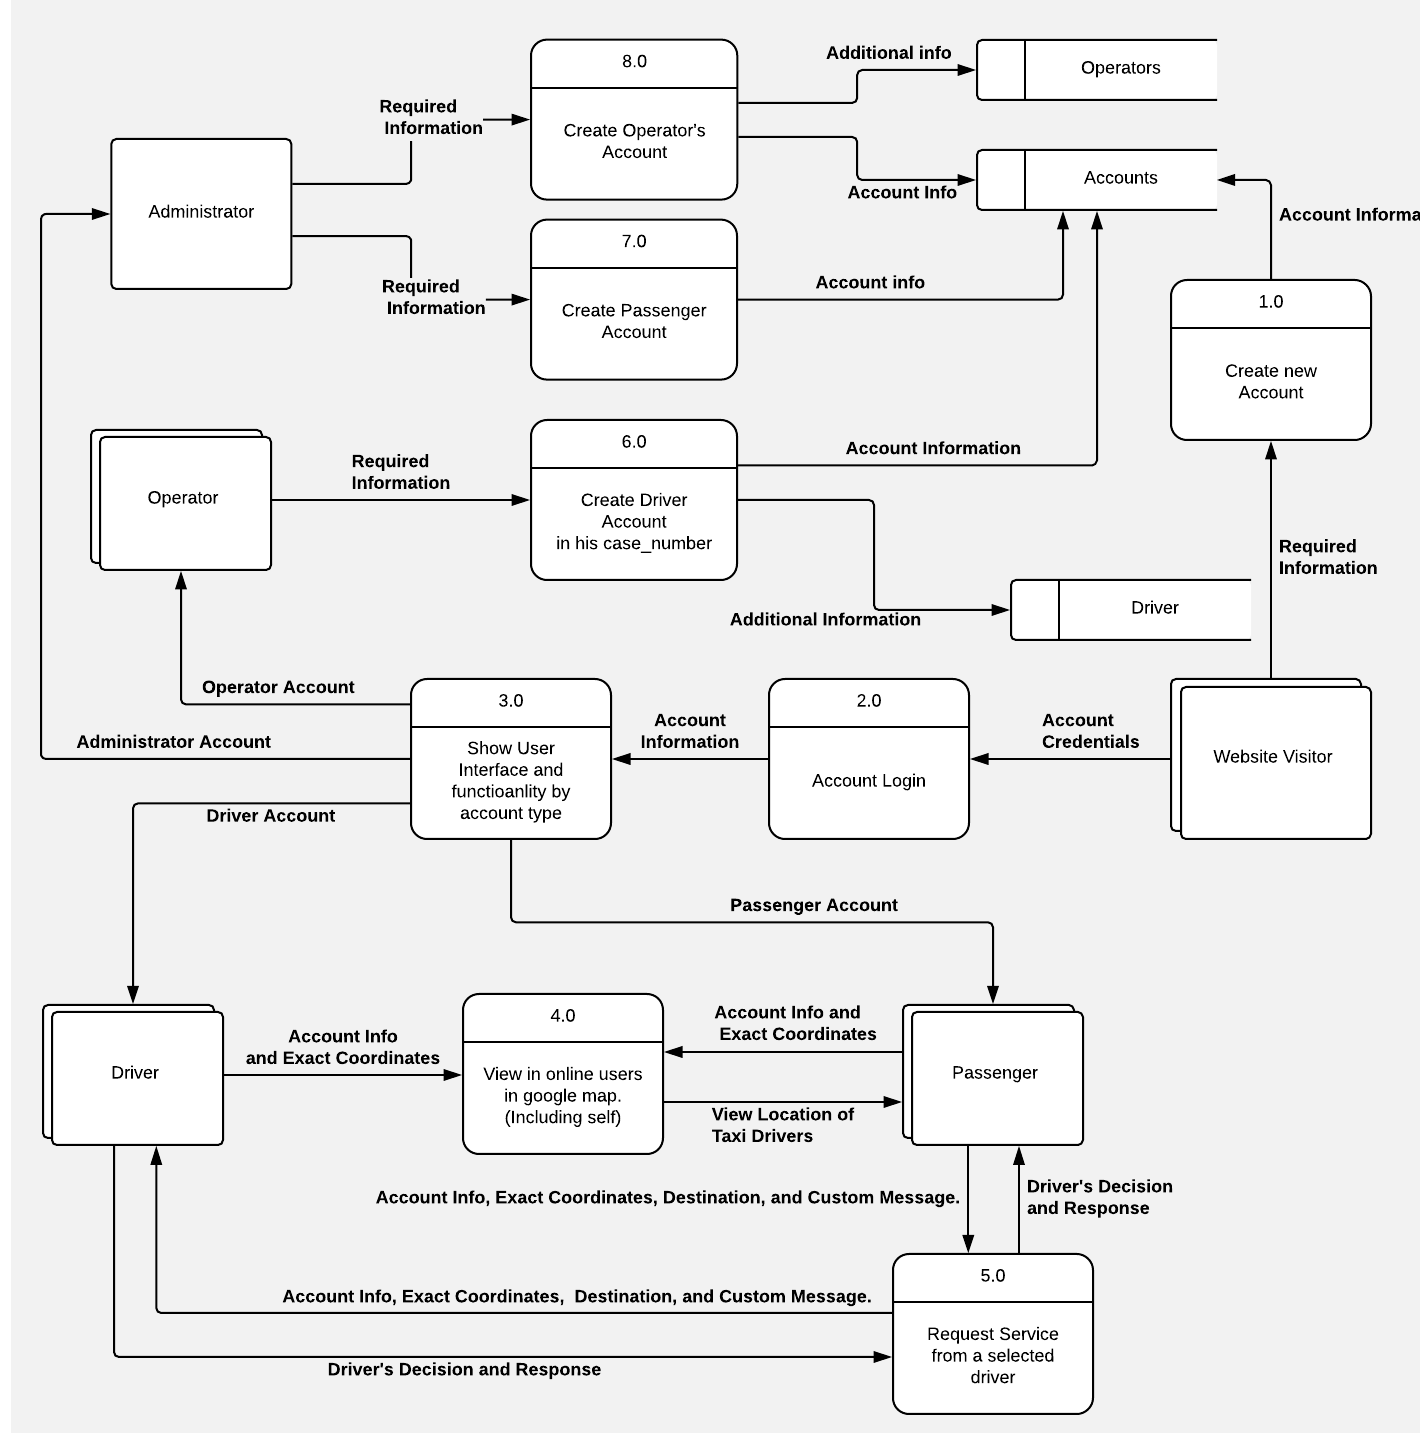 8.0
Create Operator's
Account
Additional info
Operators
Required
Information
Administrator
Account Info
Accounts
Account Informa
7.0
Create Passenger
Account
Required
Information
Account info
1.0
Create new
Account
Operator
Required
Information
6.0
Create Driver
Account
in his case_number
Account Information
Additional Information
Driver
Required
Information
Operator Account
Administrator Account
Driver Account
3.0
Show User
Interface and
functioanlity by
account type
Account
Information
2.0
Account Login
Account
Credentials
Website Visitor
Passenger Account
Driver
Account Info
and Exact Coordinates
4.0
View in online users
in google map.
(Including self)
Account Info and
Exact Coordinates
View Location of
Taxi Drivers
Passenger
Account Info, Exact Coordinates, Destination, and Custom Message.
Driver's Decision
and Response
Account Info, Exact Coordinates,  Destination, and Custom Message.
Driver's Decision and Response
5.0
Request Service
from a selected
driver